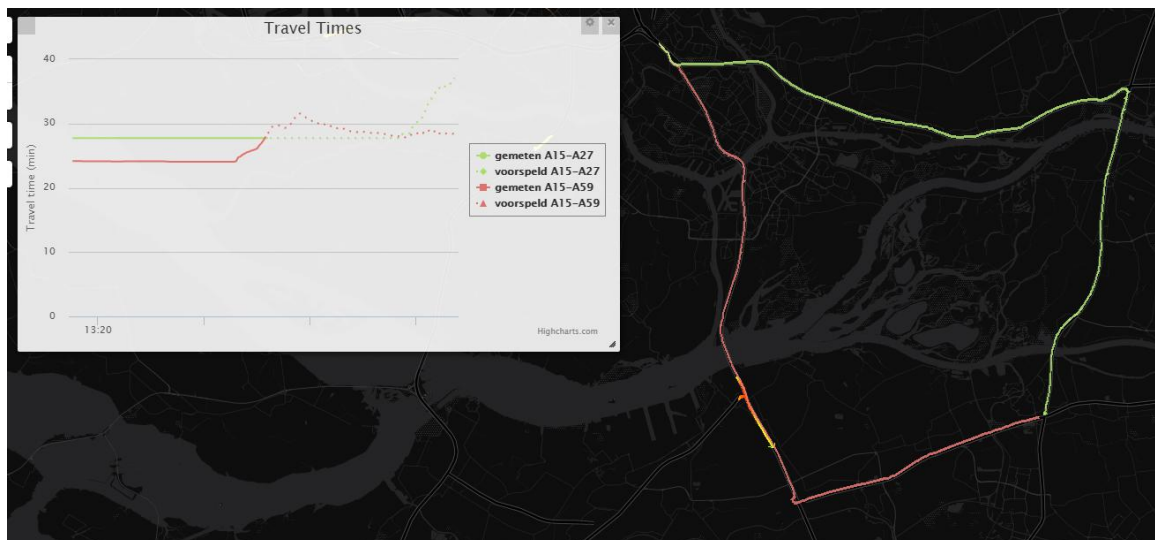 Travel Times
40
30
20
10
0
Travel time (min)
13:20
gemeten A15-A27
voorspeld A15-A27
gemeten A15-A59
voorspeld A15-A59
Highcharts.com